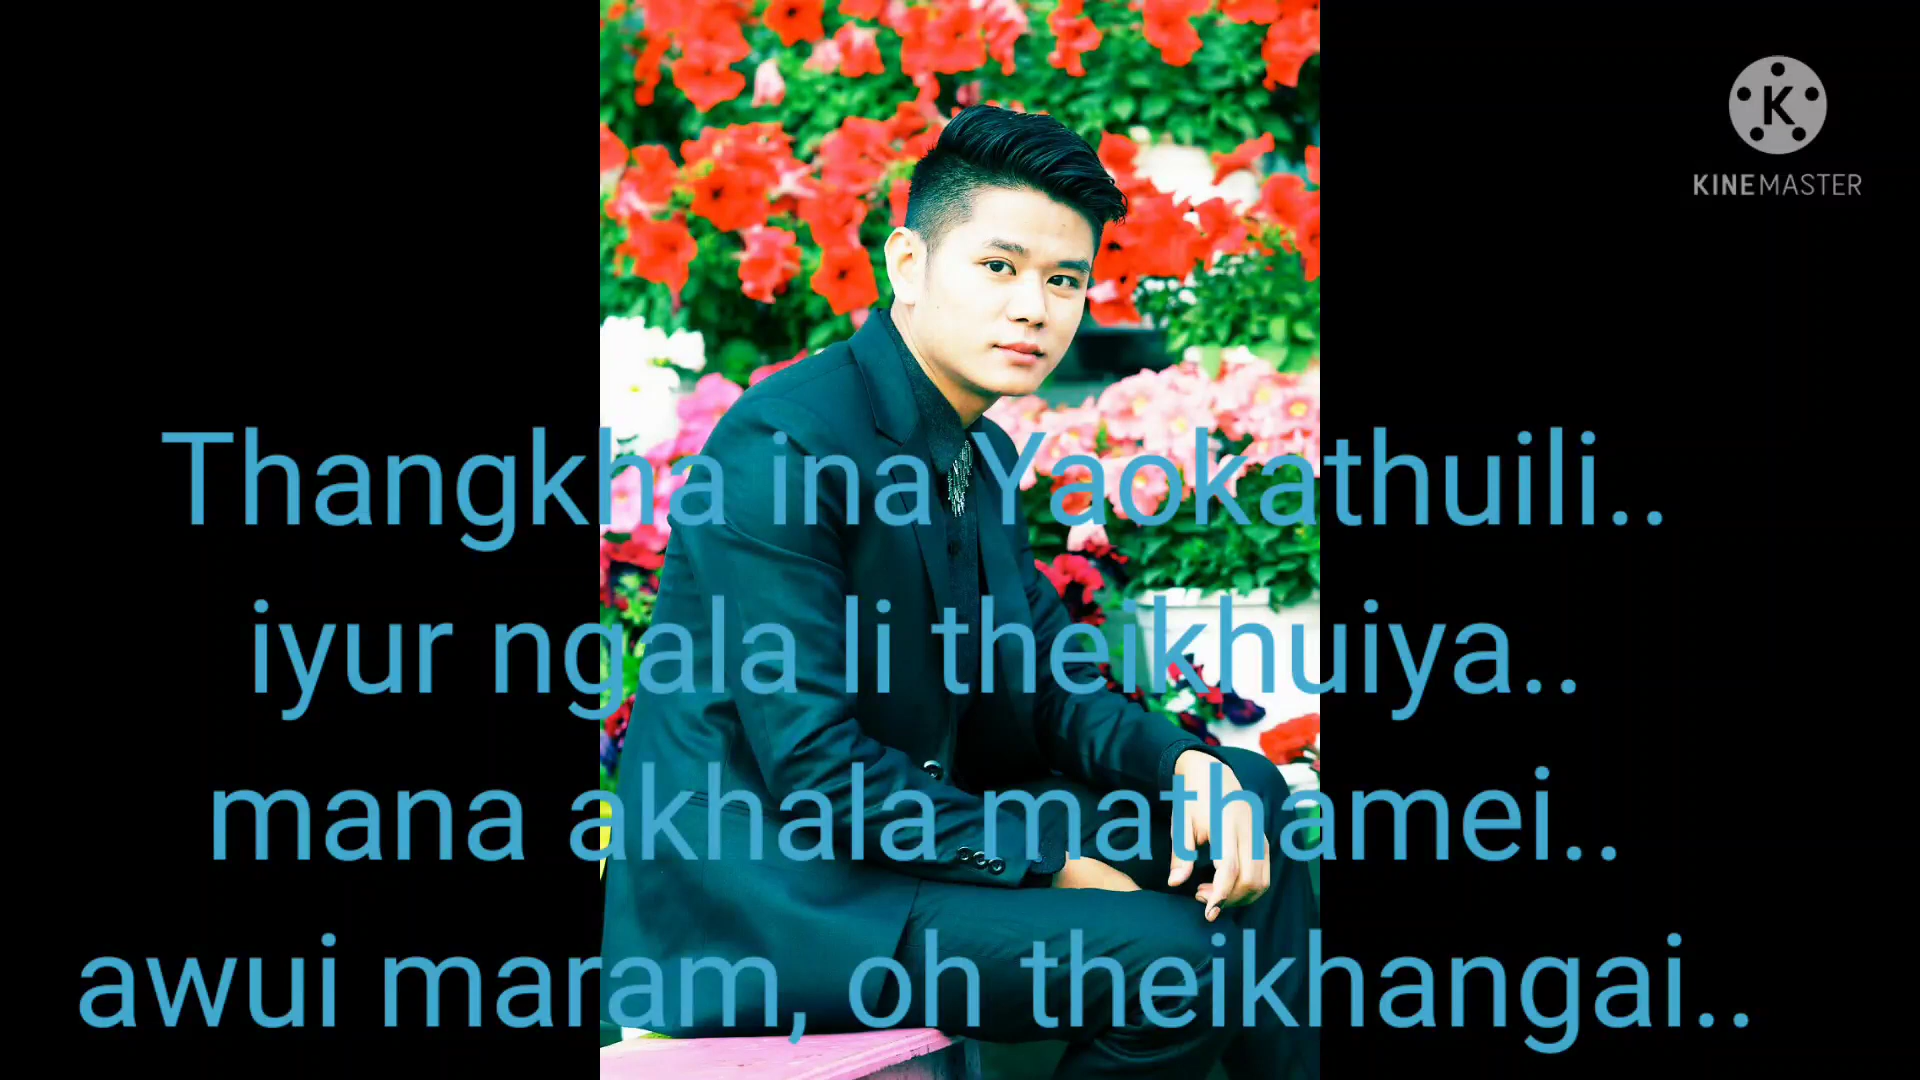 KINEMASTER
Thangkha ina Yaokathuili..
iyur ngala li theikhuiya..
mana akhala mathamei..
awui maram, oh theikhangai..